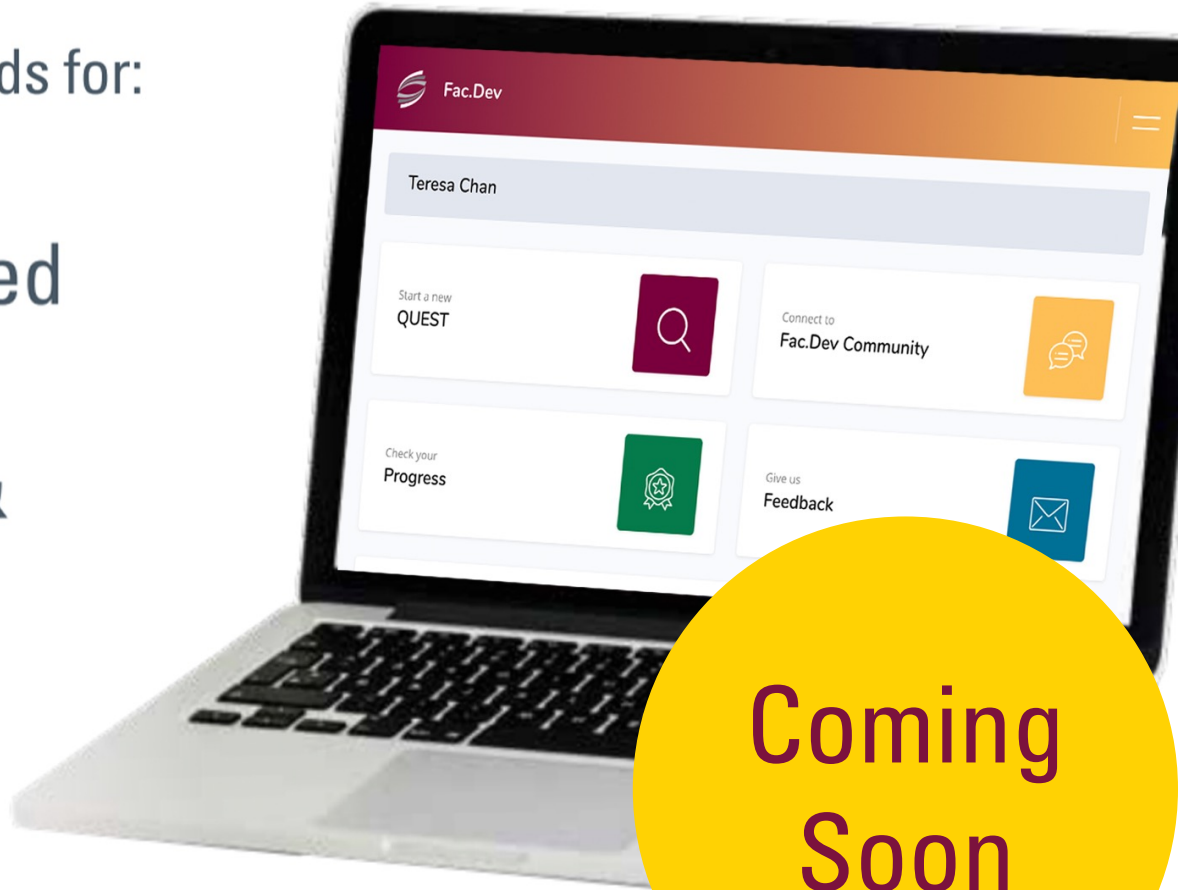 ds for:
ed
&
Fac.Dev
Teresa Chan
Start a new
QUEST
Connect to
Fac.Dev Community
Check your
Progress
Give us
Feedback
Coming
Soon